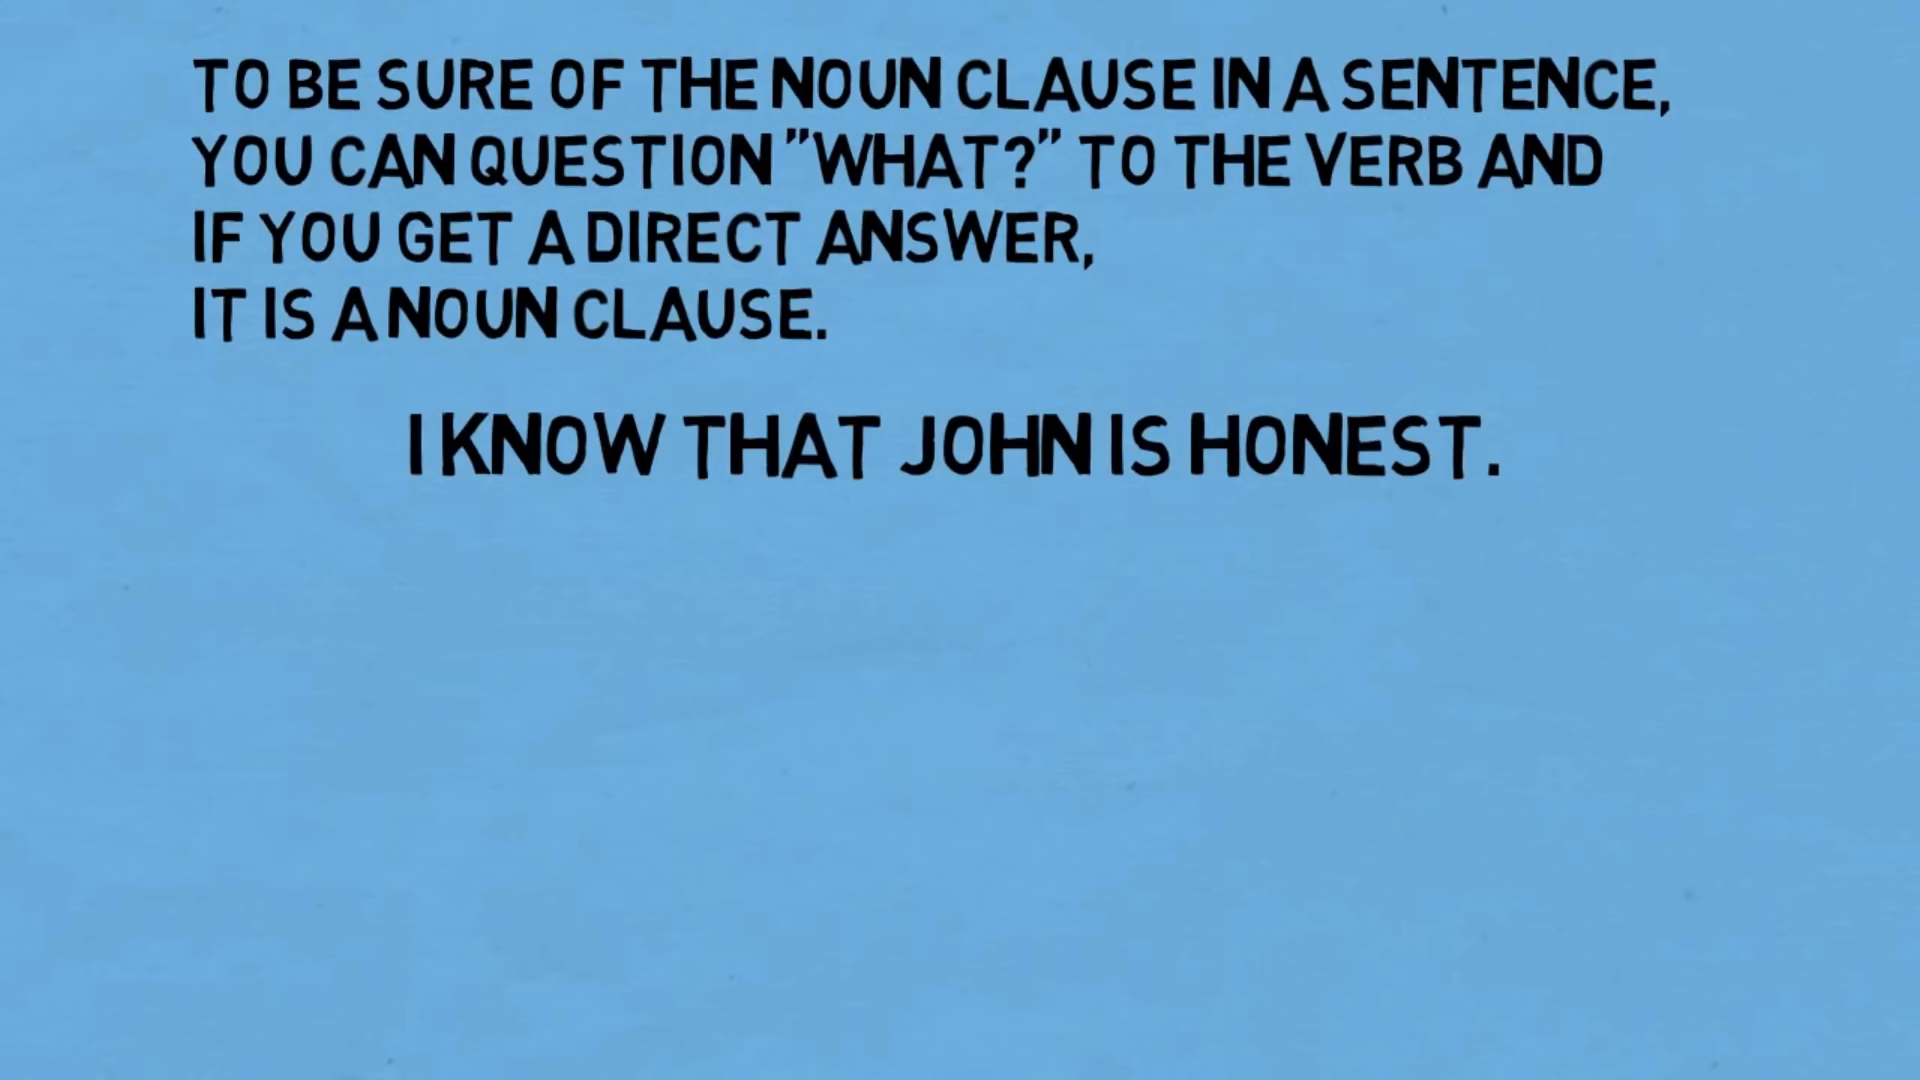 TO BE SURE OF THE NOUN CLAUSE IN A SENTENCE,
YOU CAN QUESTION "WHAT?" TO THE VERB AND
IF YOU GET A DIRECT ANSWER,
IT IS A NOUN CLAUSE.
I KNOW THAT JOHN IS HONEST.